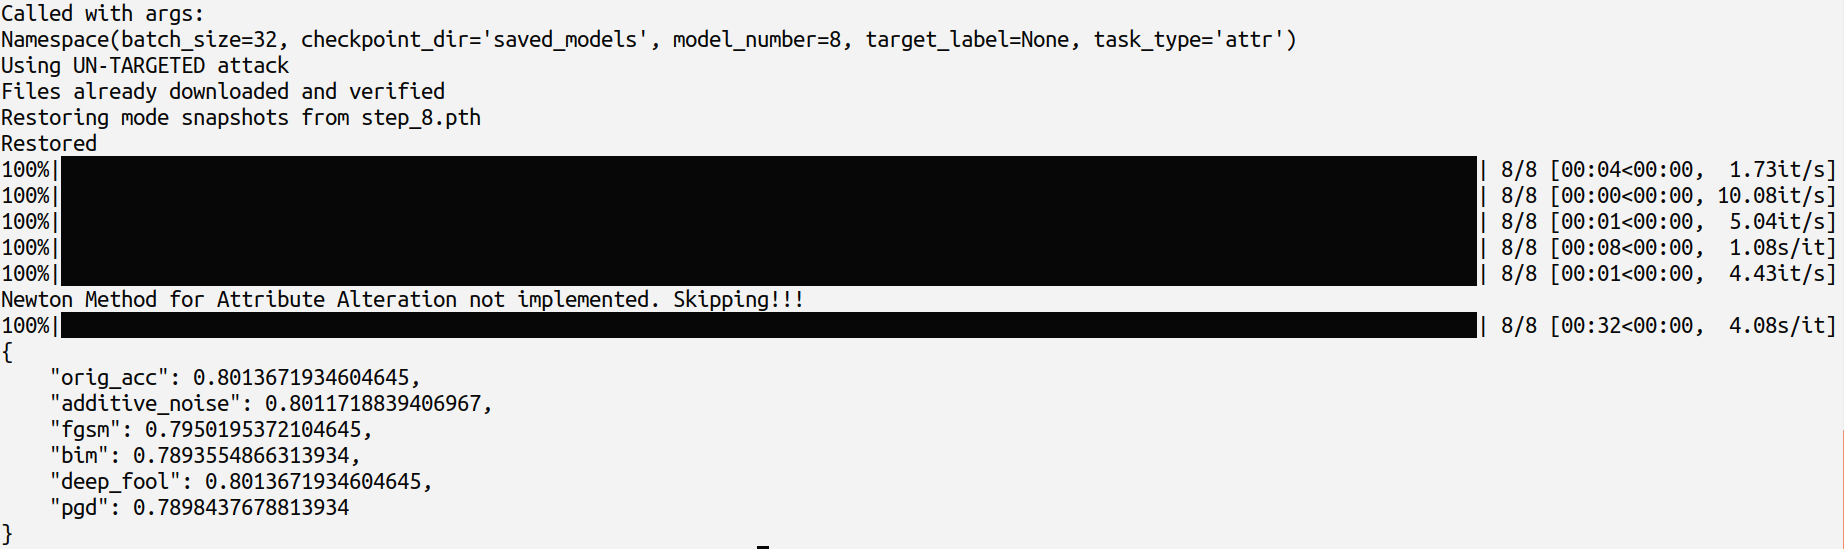 Called with args:
Namespace(batch_size=32, checkpoint_dir='saved_models', model_number=8, target_label=None, task_type='attr')
Using UN-TARGETED attack
Files already downloaded and verified
Restoring mode snapshots from step_8.pth
Restored
100%| | 8/8 [00:04<00:00,  1.73it/s]
100%| | 8/8 [00:00<00:00, 10.08it/s]
100%| | 8/8 [00:01<00:00,  5.04it/s]
100%| | 8/8 [00:08<00:00,  1.08s/it]
100%| | 8/8 [00:01<00:00,  4.43it/s]
Newton Method for Attribute Alteration not implemented. Skipping!!!
100%| | 8/8 [00:32<00:00,  4.08s/it]
{
    "orig_acc": 0.8013671934604645,
    "additive_noise": 0.8011718839406967,
    "fgsm": 0.7950195372104645,
    "bim": 0.7893554866313934,
    "deep_fool": 0.8013671934604645,
    "pgd": 0.7898437678813934
}